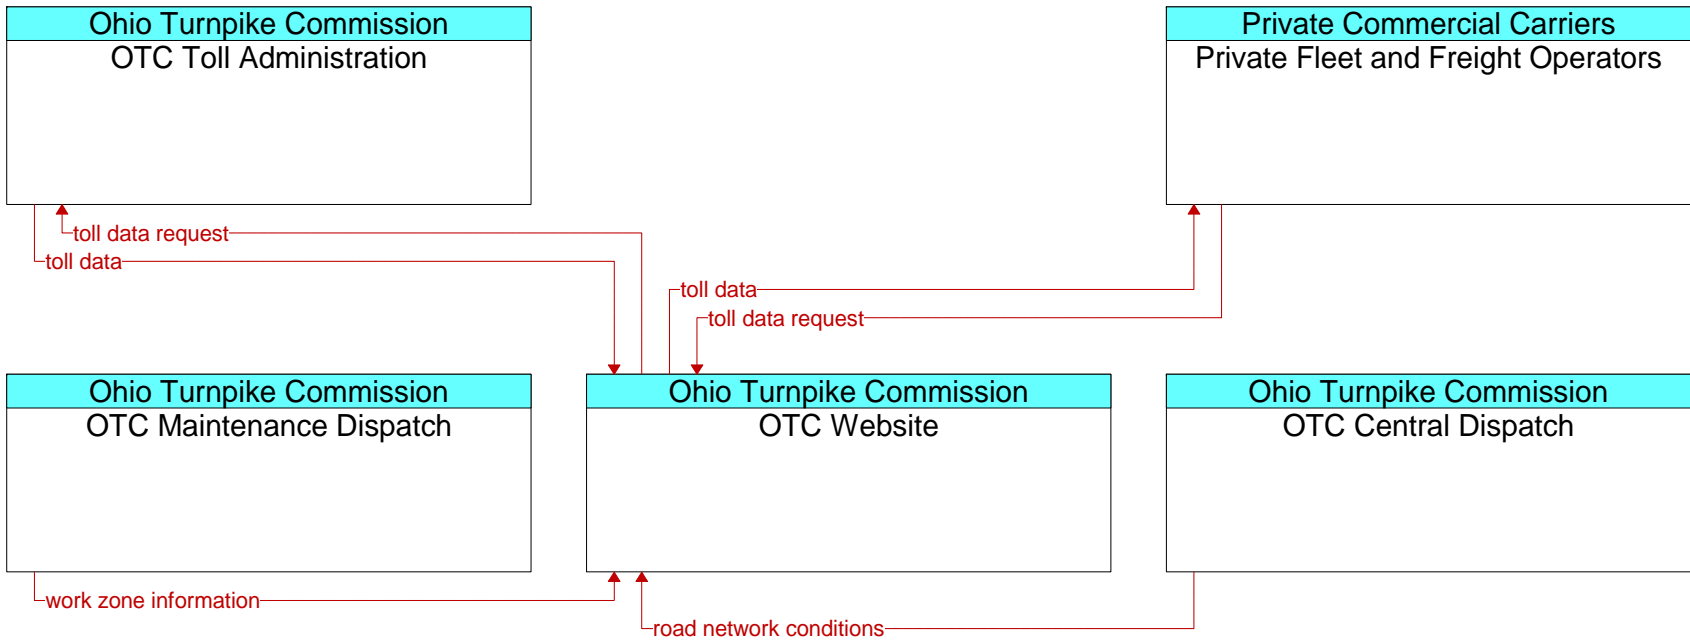 Ohio Turnpike Commission
OTC Toll Administration
Private Commercial Carriers
Private Fleet and Freight Operators
toll data request
toll data
toll data
toll data request
Ohio Turnpike Commission
OTC Maintenance Dispatch
Ohio Turnpike Commission
OTC Website
Ohio Turnpike Commission
OTC Central Dispatch
work zone information
road network conditions